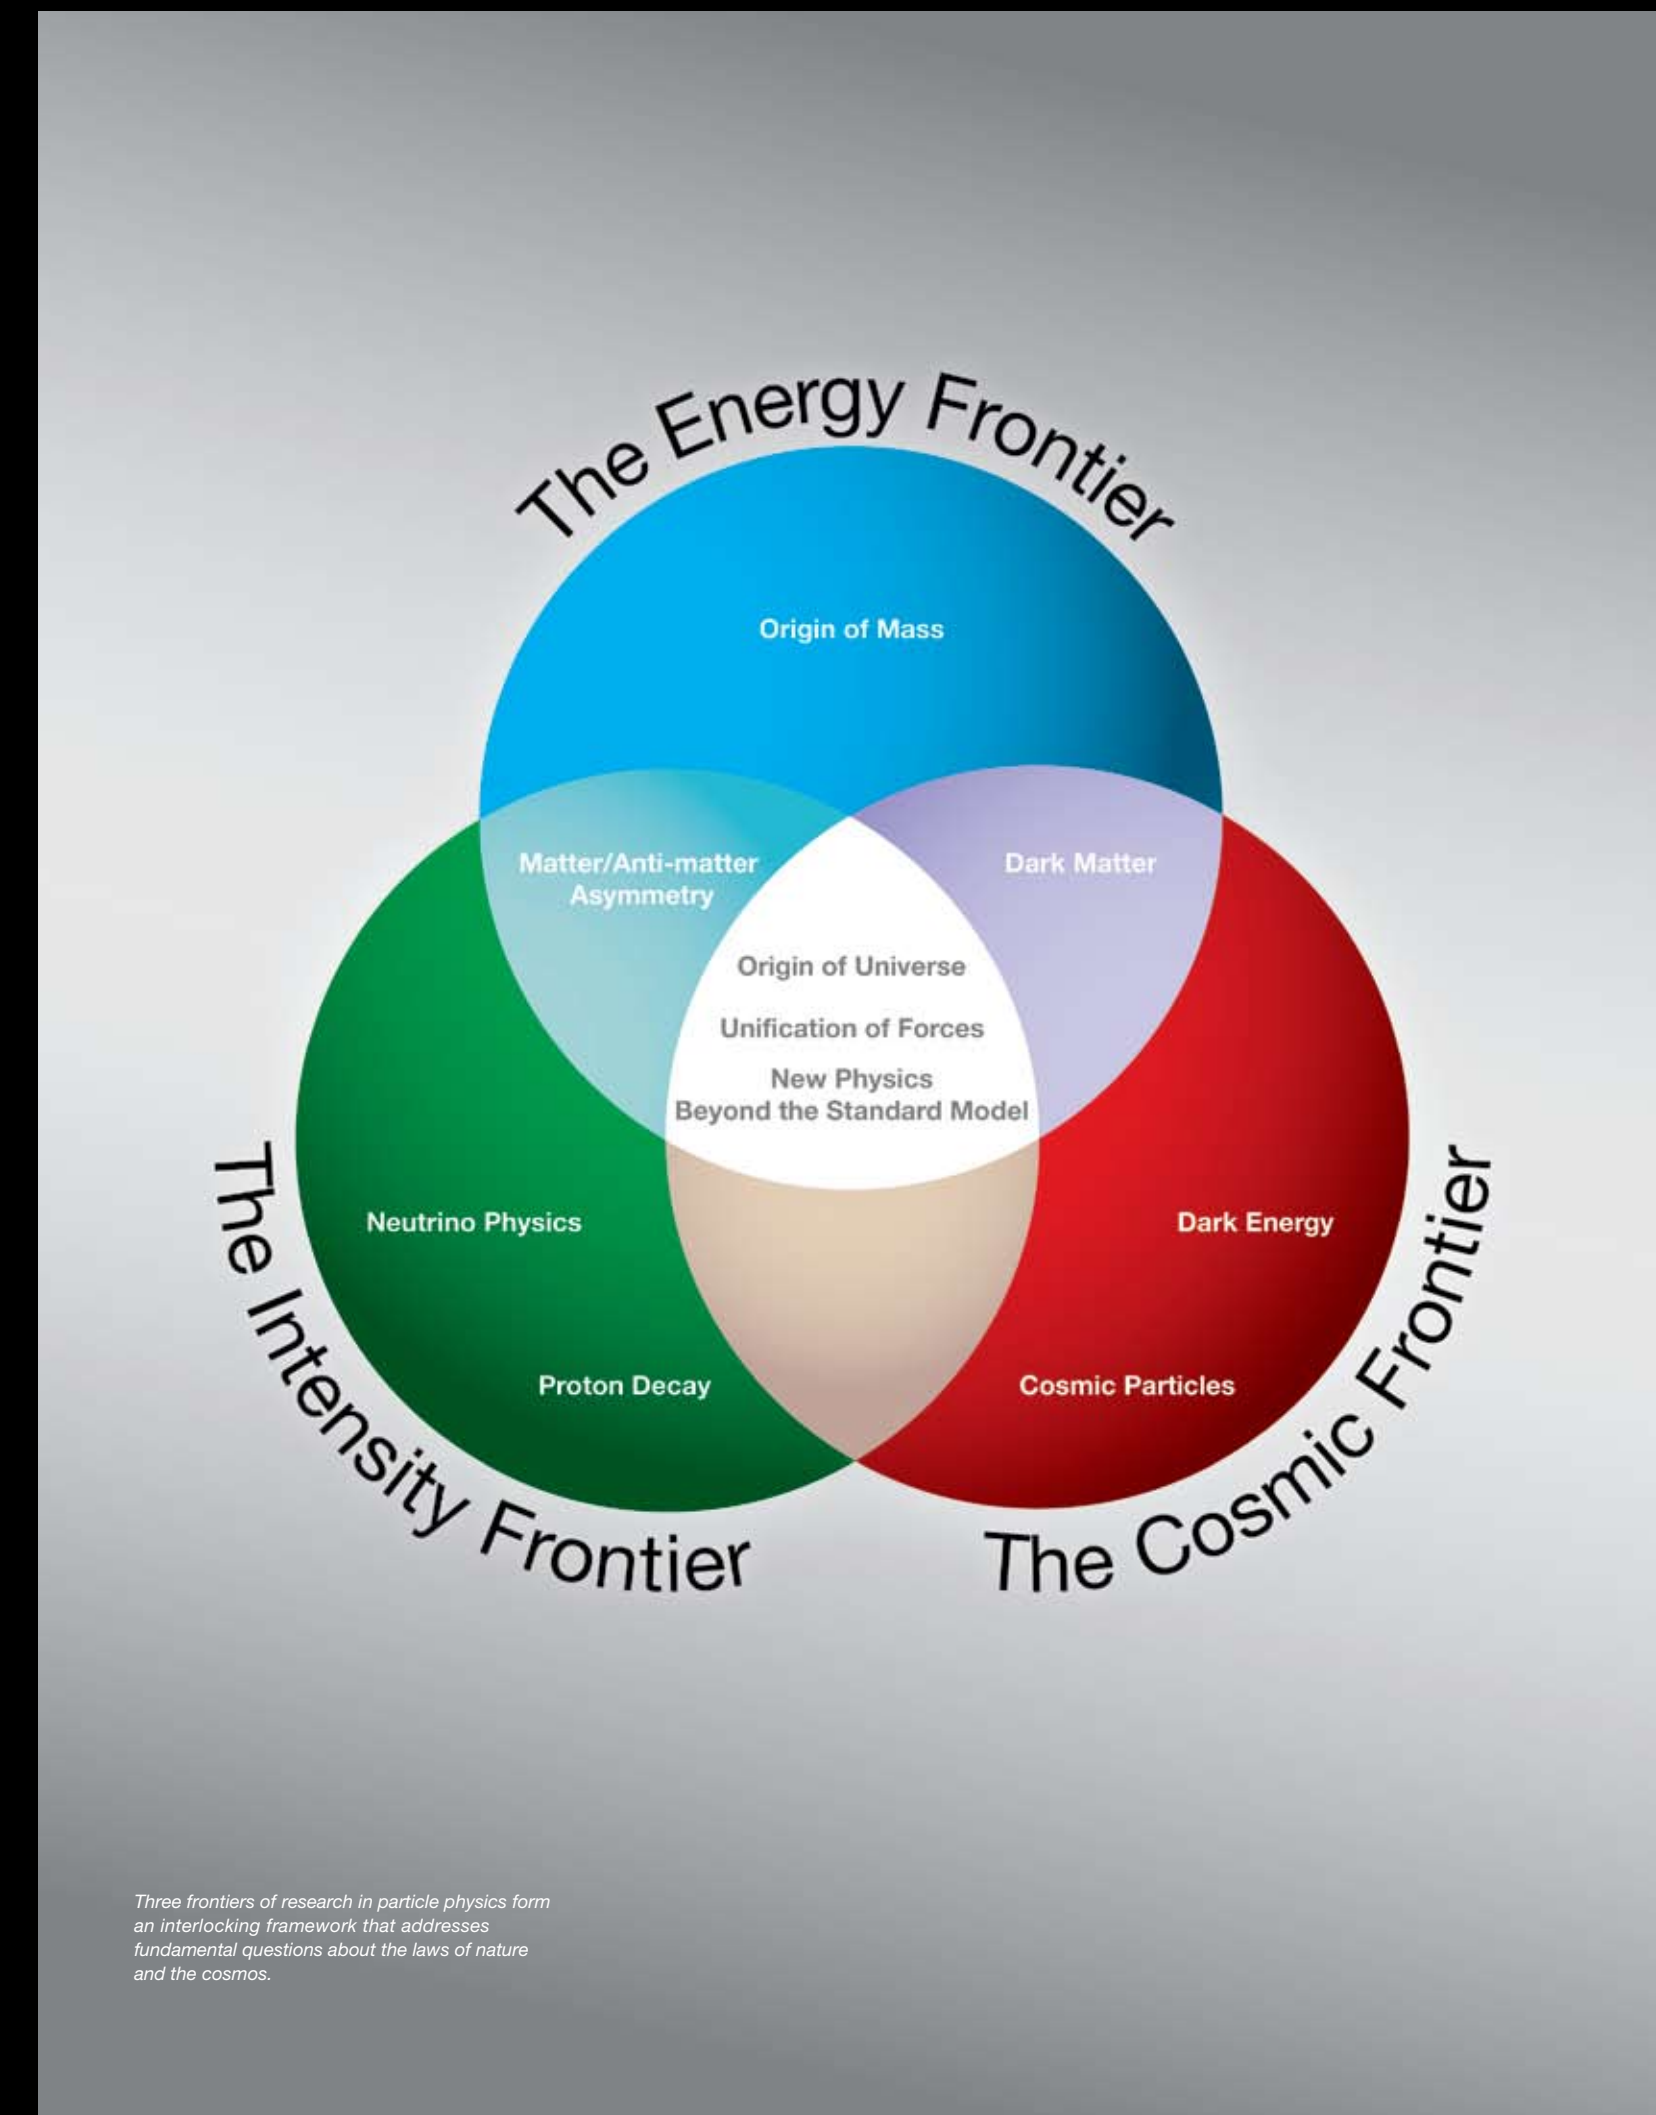 The Energy Frontier
Origin of Mass
Matter/Anti-matter
Asymmetry
Dark Matter
Origin of Universe
Unification of Forces
New Physics
Beyond the Standard Model
Neutrino Physics
Dark Energy
Proton Decay
Cosmic Particles
The Intensity Frontier
The Cosmic Frontier
Three frontiers of research in particle physics form
an interlocking framework that addresses
fundamental questions about the laws of nature
and the cosmos.